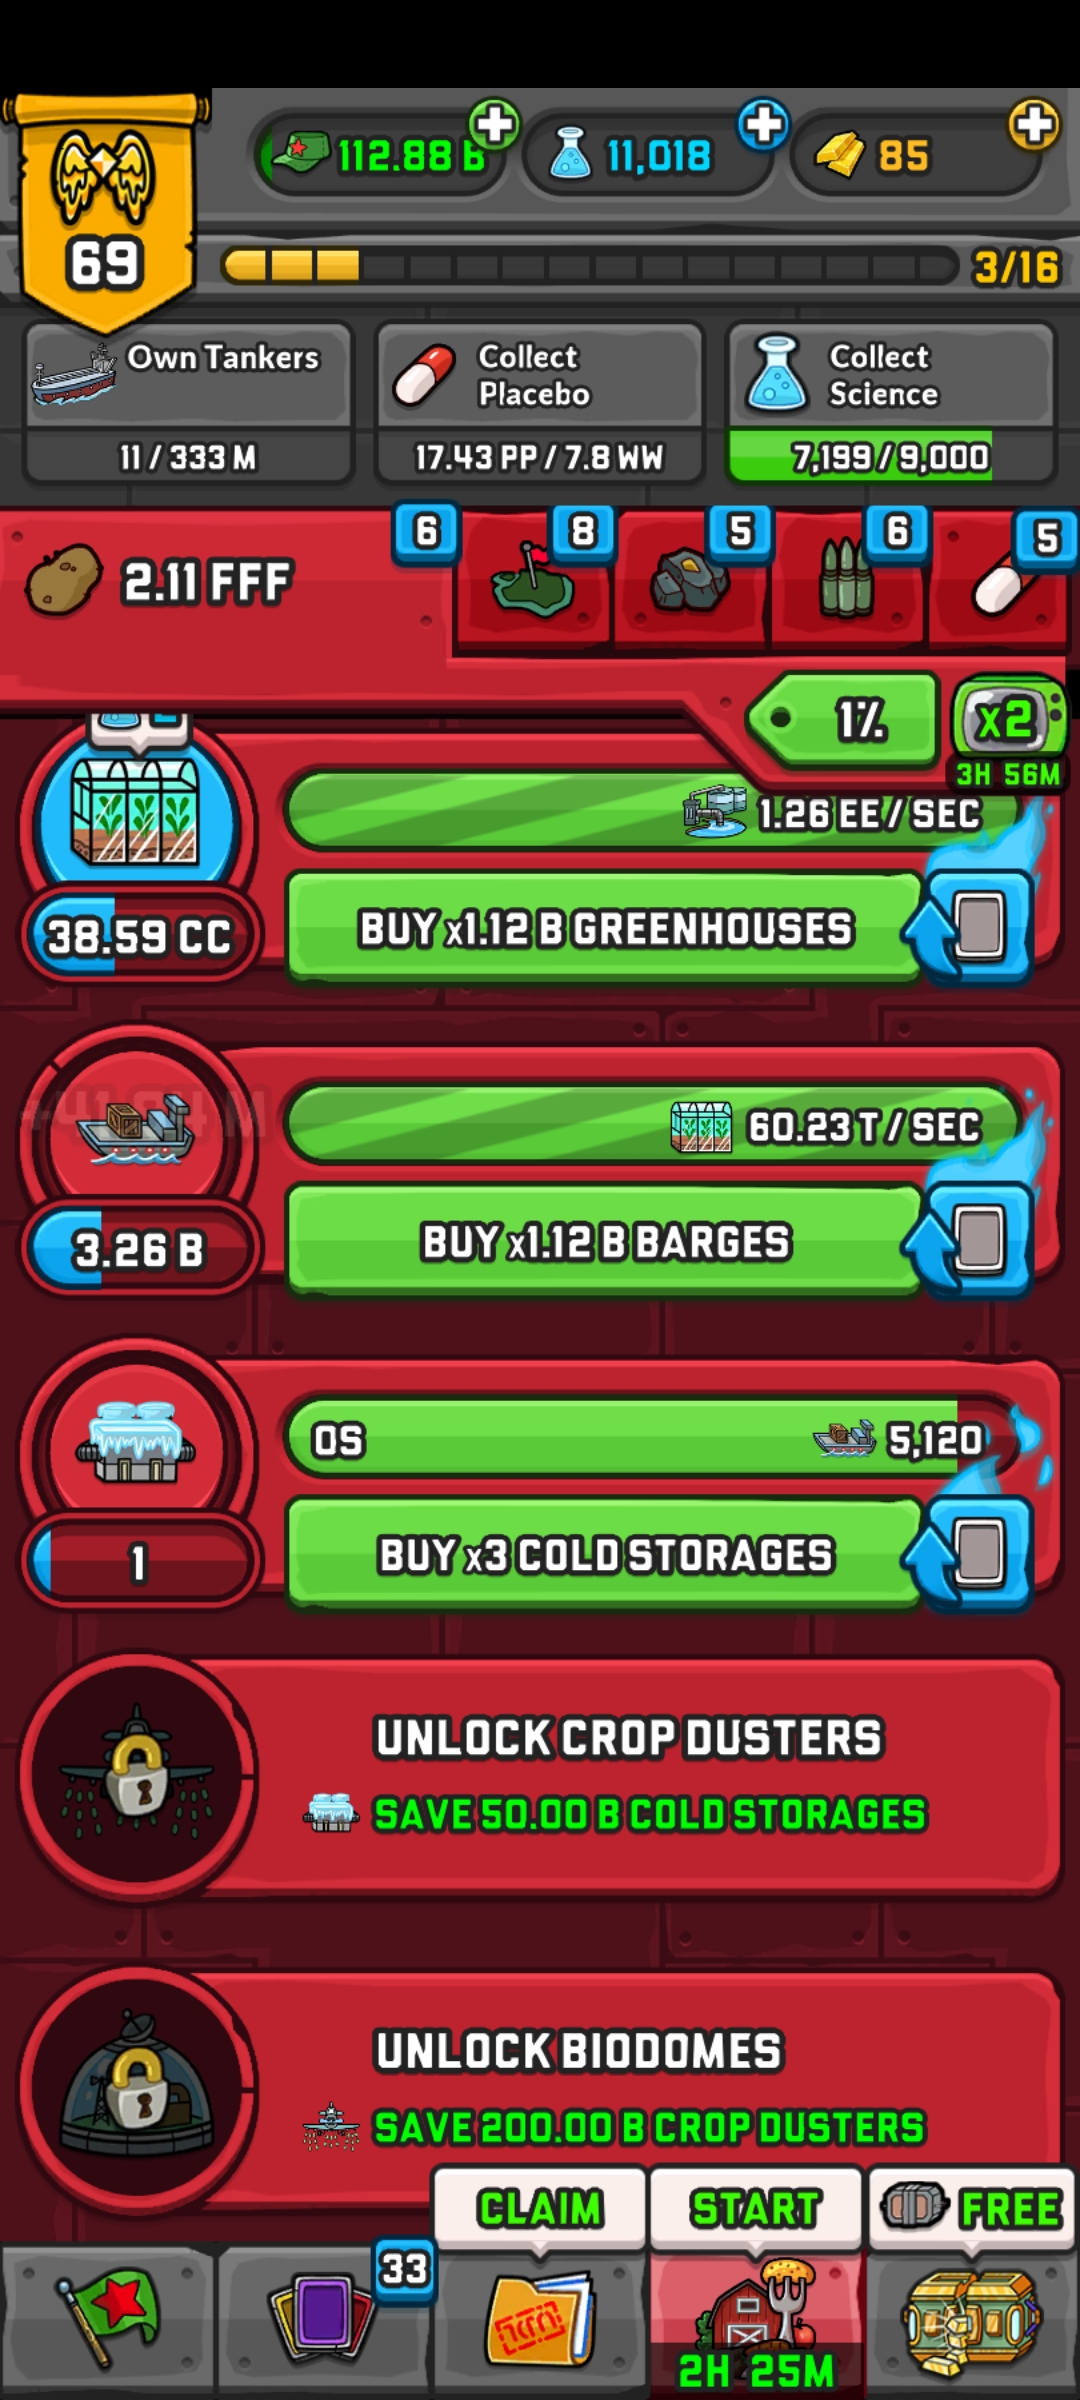 112.88 B
11,018
85
69
3/16
Own Tankers
11 / 333 M
Collect
Placebo
17.43 PP / 7.8 WW
Collect
Science
7,199 / 9,000
2.11 FFF
6
8
5
6
5
1%
x2
3H 56M
1.26 EE / SEC
38.59 CC
BUY x1.12 B GREENHOUSES
60.23 T / SEC
3.26 B
BUY x1.12 B BARGES
0S
5,120
1
BUY x3 COLD STORAGES
UNLOCK CROP DUSTERS
SAVE 50.00 B COLD STORAGES
UNLOCK BIODOMES
SAVE 200.00 B CROP DUSTERS
CLAIM
START
FREE
33
2H 25M